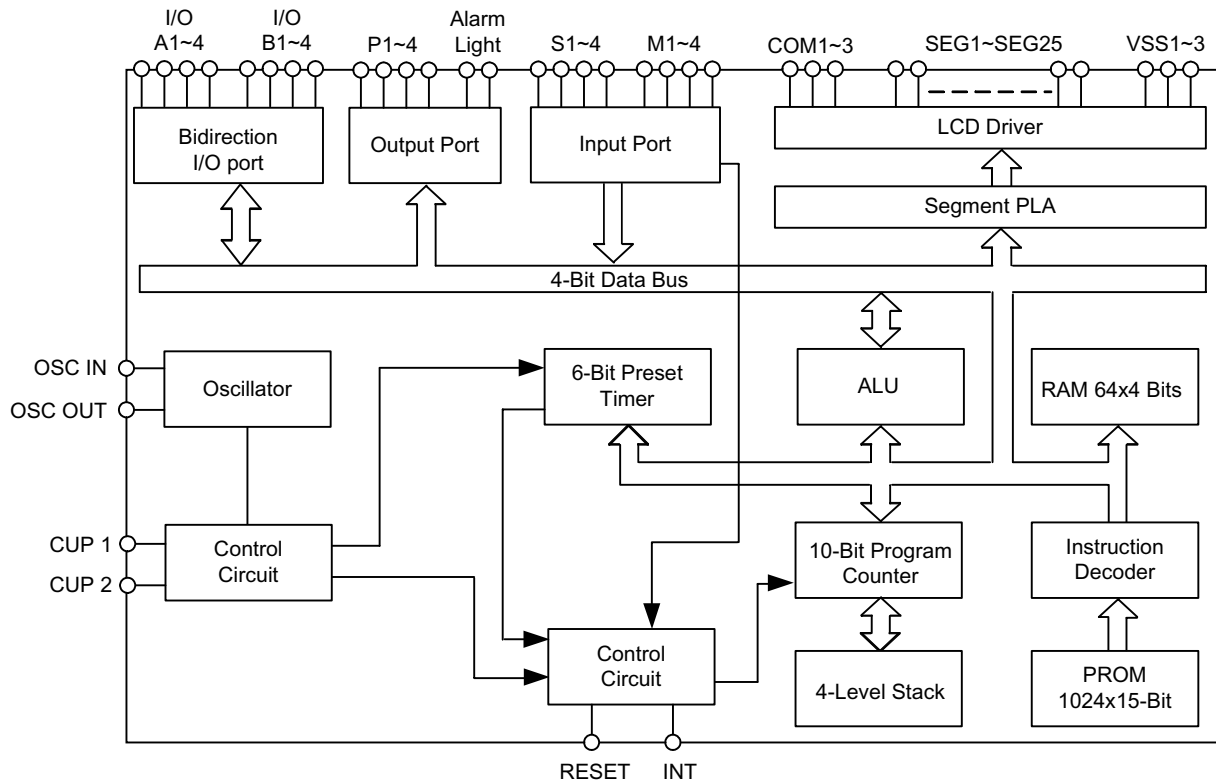 I/O
A1~4
I/O
B1~4
P1~4
Alarm
Light
S1~4
M1~4
COM1~3
SEG1~SEG25
VSS1~3
Bidirection
I/O port
Output Port
Input Port
LCD Driver
Segment PLA
4-Bit Data Bus
OSC IN
OSC OUT
Oscillator
6-Bit Preset
Timer
ALU
RAM 64x4 Bits
CUP 1
CUP 2
Control
Circuit
10-Bit Program
Counter
Instruction
Decoder
Control
Circuit
4-Level Stack
PROM
1024x15-Bit
RESET
INT